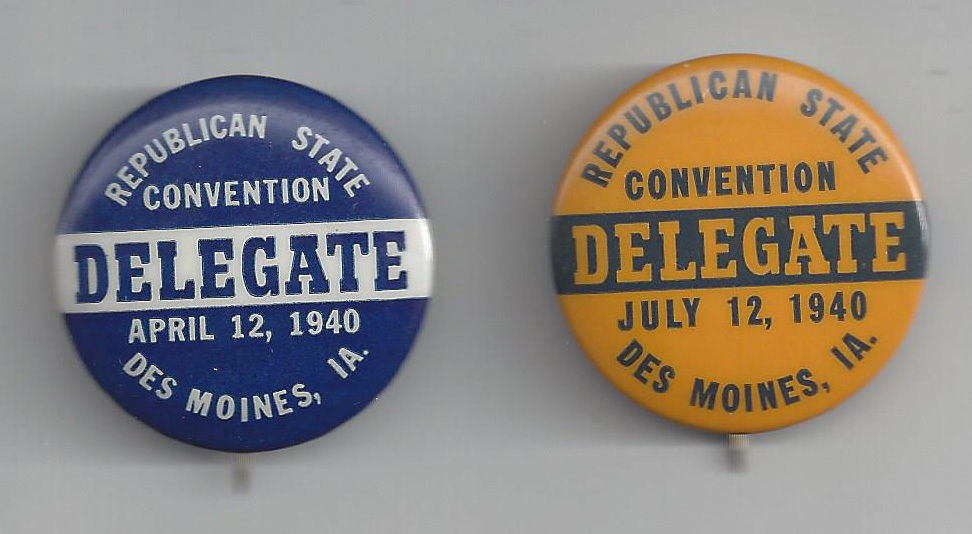 REPUBLICAN STATE
CONVENTION
DELEGATE
APRIL 12, 1940
DES MOINES, IA.
REPUBLICAN STATE
CONVENTION
DELEGATE
JULY 12, 1940
DES MOINES, IA.